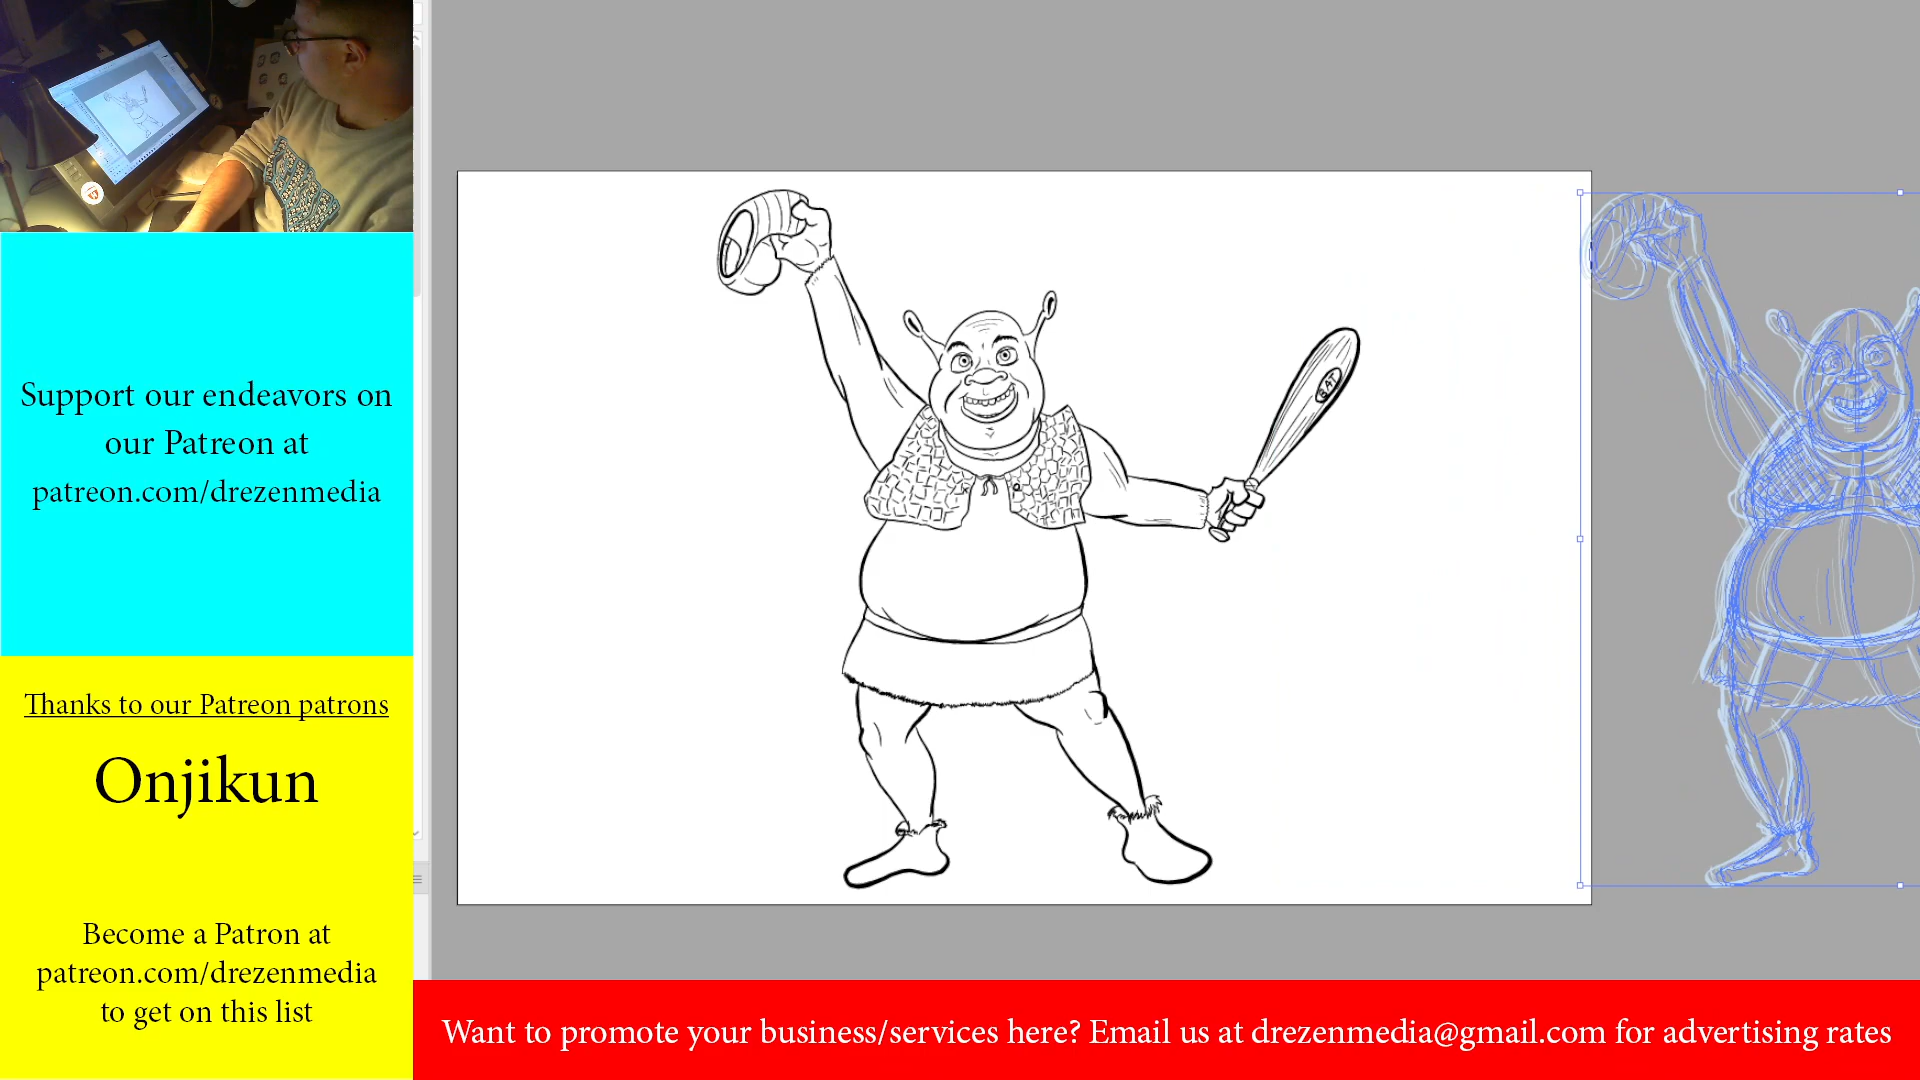 Support our endeavors on
our Patreon at
patreon.com/drezenmedia
Thanks to our Patreon patrons
Onjikun
Become a Patron at
patreon.com/drezenmedia
to get on this list
BAT
Want to promote your business/services here? Email us at drezenmedia@gmail.com for advertising rates